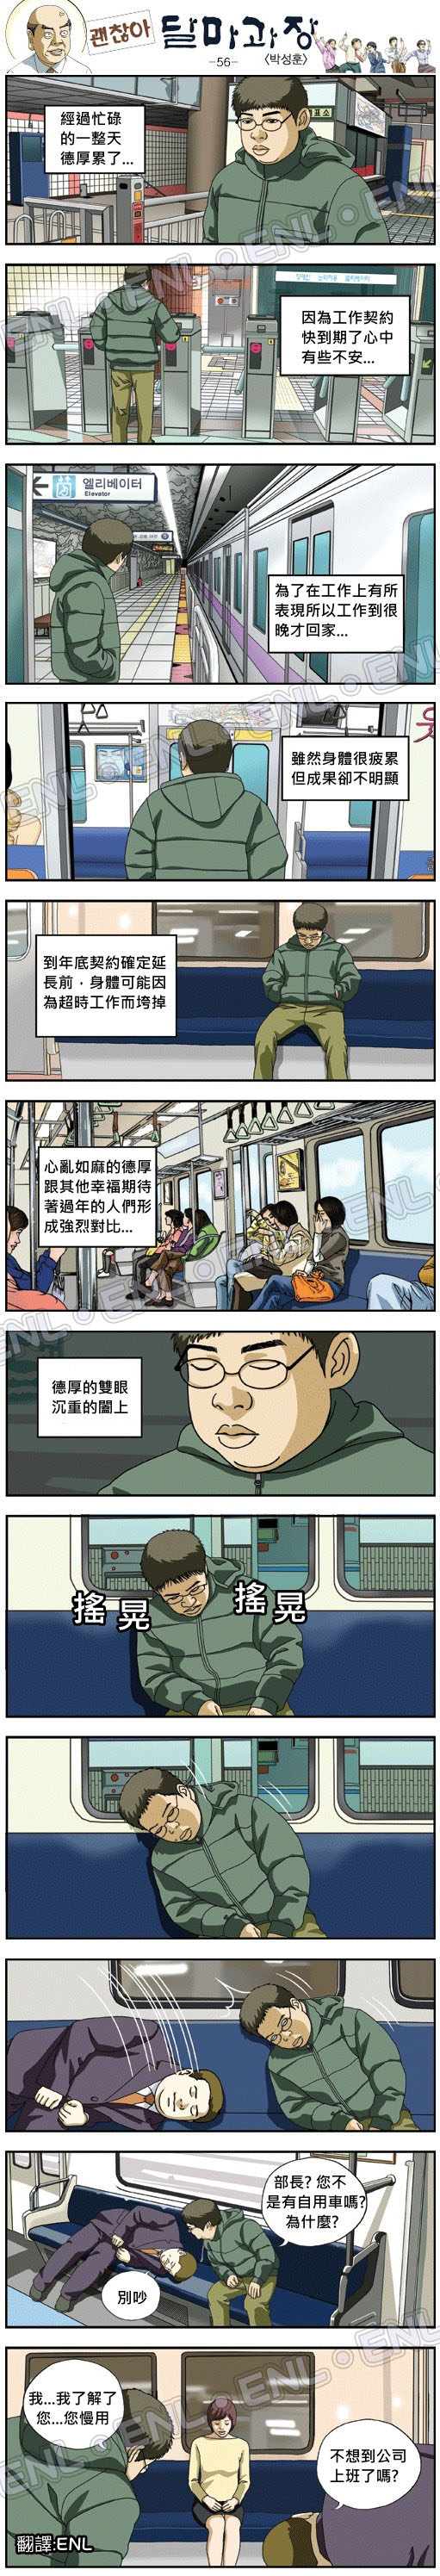 괜찮아 달마과장
-56-
<박성훈>
經過忙碌
的一整天
德厚累了...
표소
因為工作契約
快到期了心中
有些不安...
엘리베이터
Elevator
為了在工作上有所
表現所以工作到很
晚才回家...
雖然身體很疲累
但成果卻不明顯
到年底契約確定延
長前，身體可能因
為超時工作而垮掉
心亂如麻的德厚
跟其他幸福期待
著過年的人們形
成強烈對比...
德厚的雙眼
沉重的闔上
搖晃
搖晃
部長? 您不
是有自用車嗎?
為什麼?
別吵
我...我了解了
您...您慢用
不想到公司
上班了嗎?
翻譯:ENL
ENL